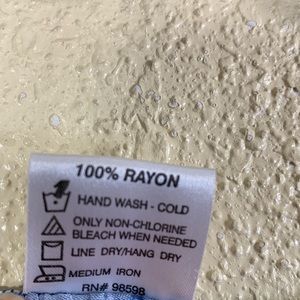 100% RAYON
HAND WASH - COLD
ONLY NON-CHLORINE
BLEACH WHEN NEEDED
LINE DRY/HANG DRY
MEDIUM IRON
RN# 98598